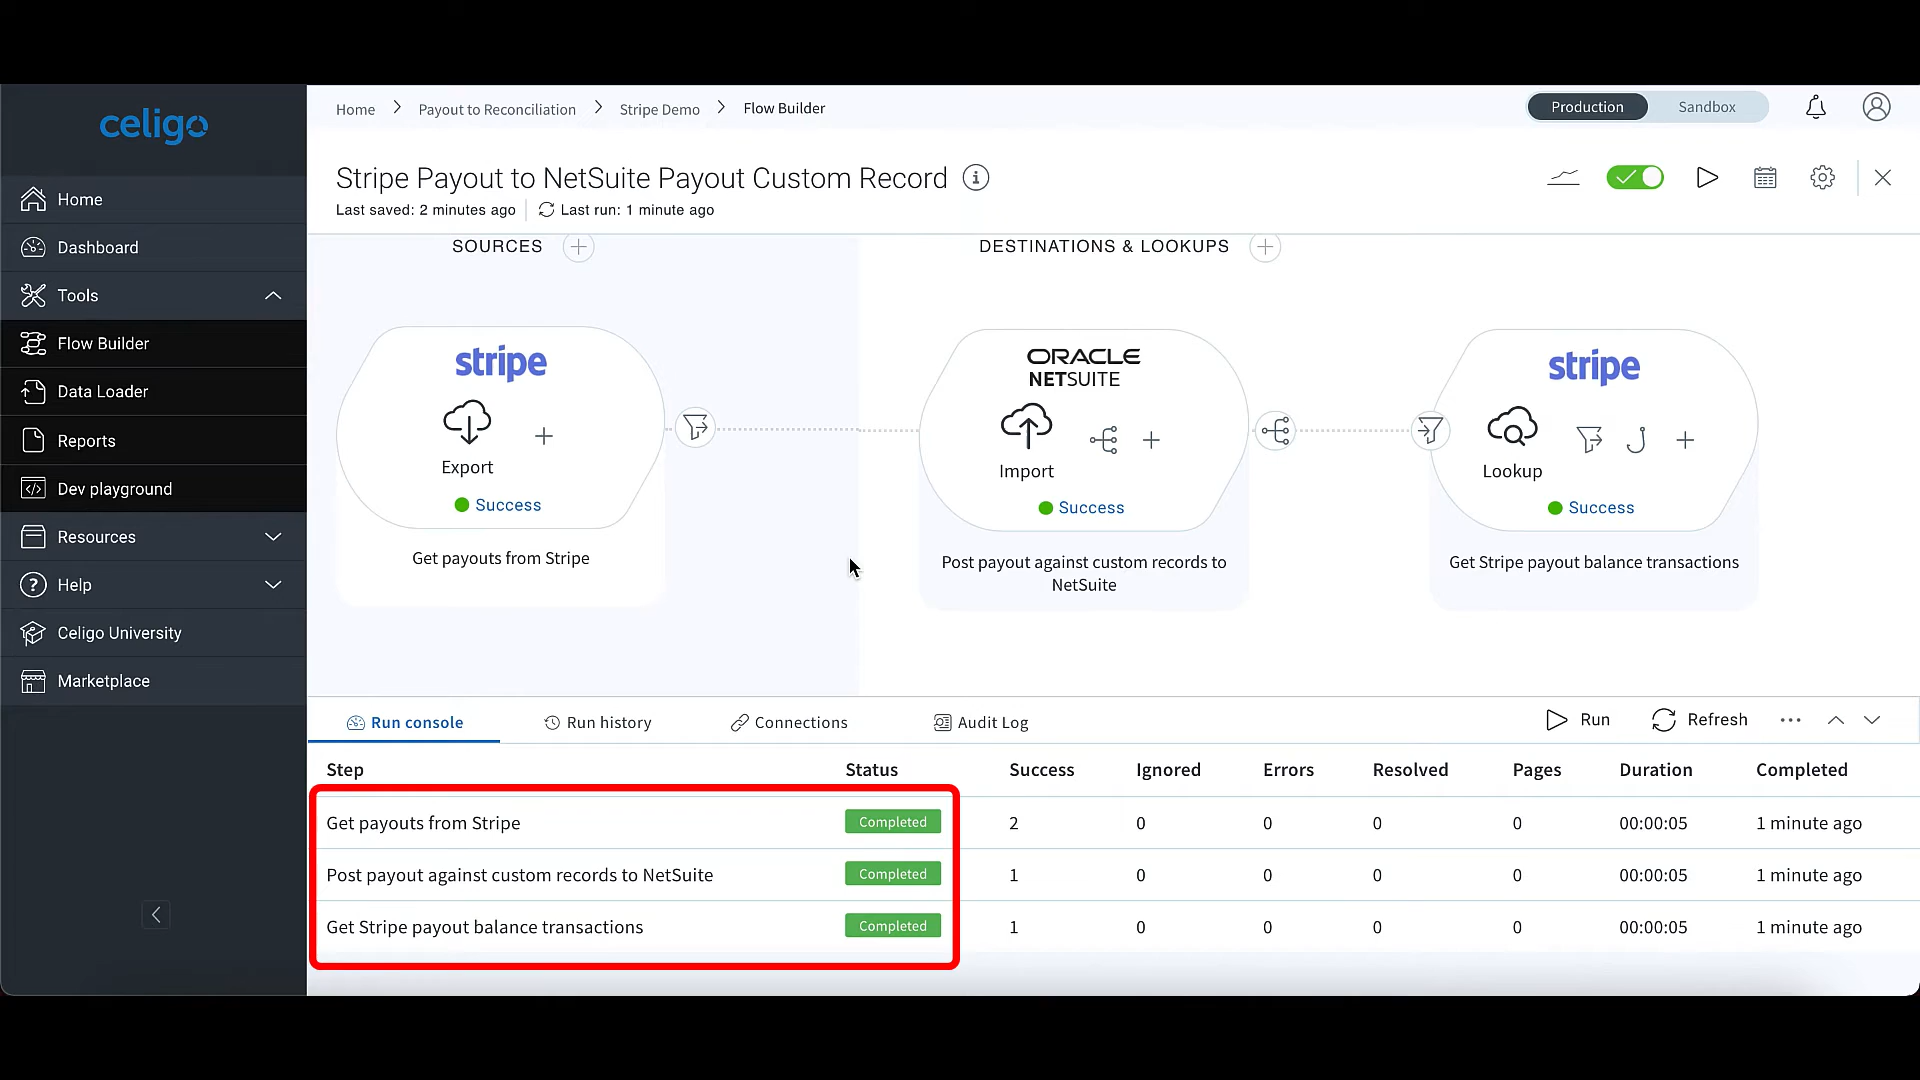 celigo
Home
Dashboard
Tools
Flow Builder
Data Loader
Reports
Dev playground
Resources
Help
Celigo University
Marketplace
Home > Payout to Reconciliation > Stripe Demo > Flow Builder
Production Sandbox
Stripe Payout to NetSuite Payout Custom Record
Last saved: 2 minutes ago Last run: 1 minute ago
SOURCES
DESTINATIONS & LOOKUPS
stripe
Export
Success
Get payouts from Stripe
ORACLE
NETSUITE
Import
Success
Post payout against custom records to
NetSuite
stripe
Lookup
Success
Get Stripe payout balance transactions
Run console Run history Connections Audit Log Run Refresh
Step Status Success Ignored Errors Resolved Pages Duration Completed
Get payouts from Stripe Completed 2 0 0 0 0 00:00:05 1 minute ago
Post payout against custom records to NetSuite Completed 1 0 0 0 0 00:00:05 1 minute ago
Get Stripe payout balance transactions Completed 1 0 0 0 0 00:00:05 1 minute ago